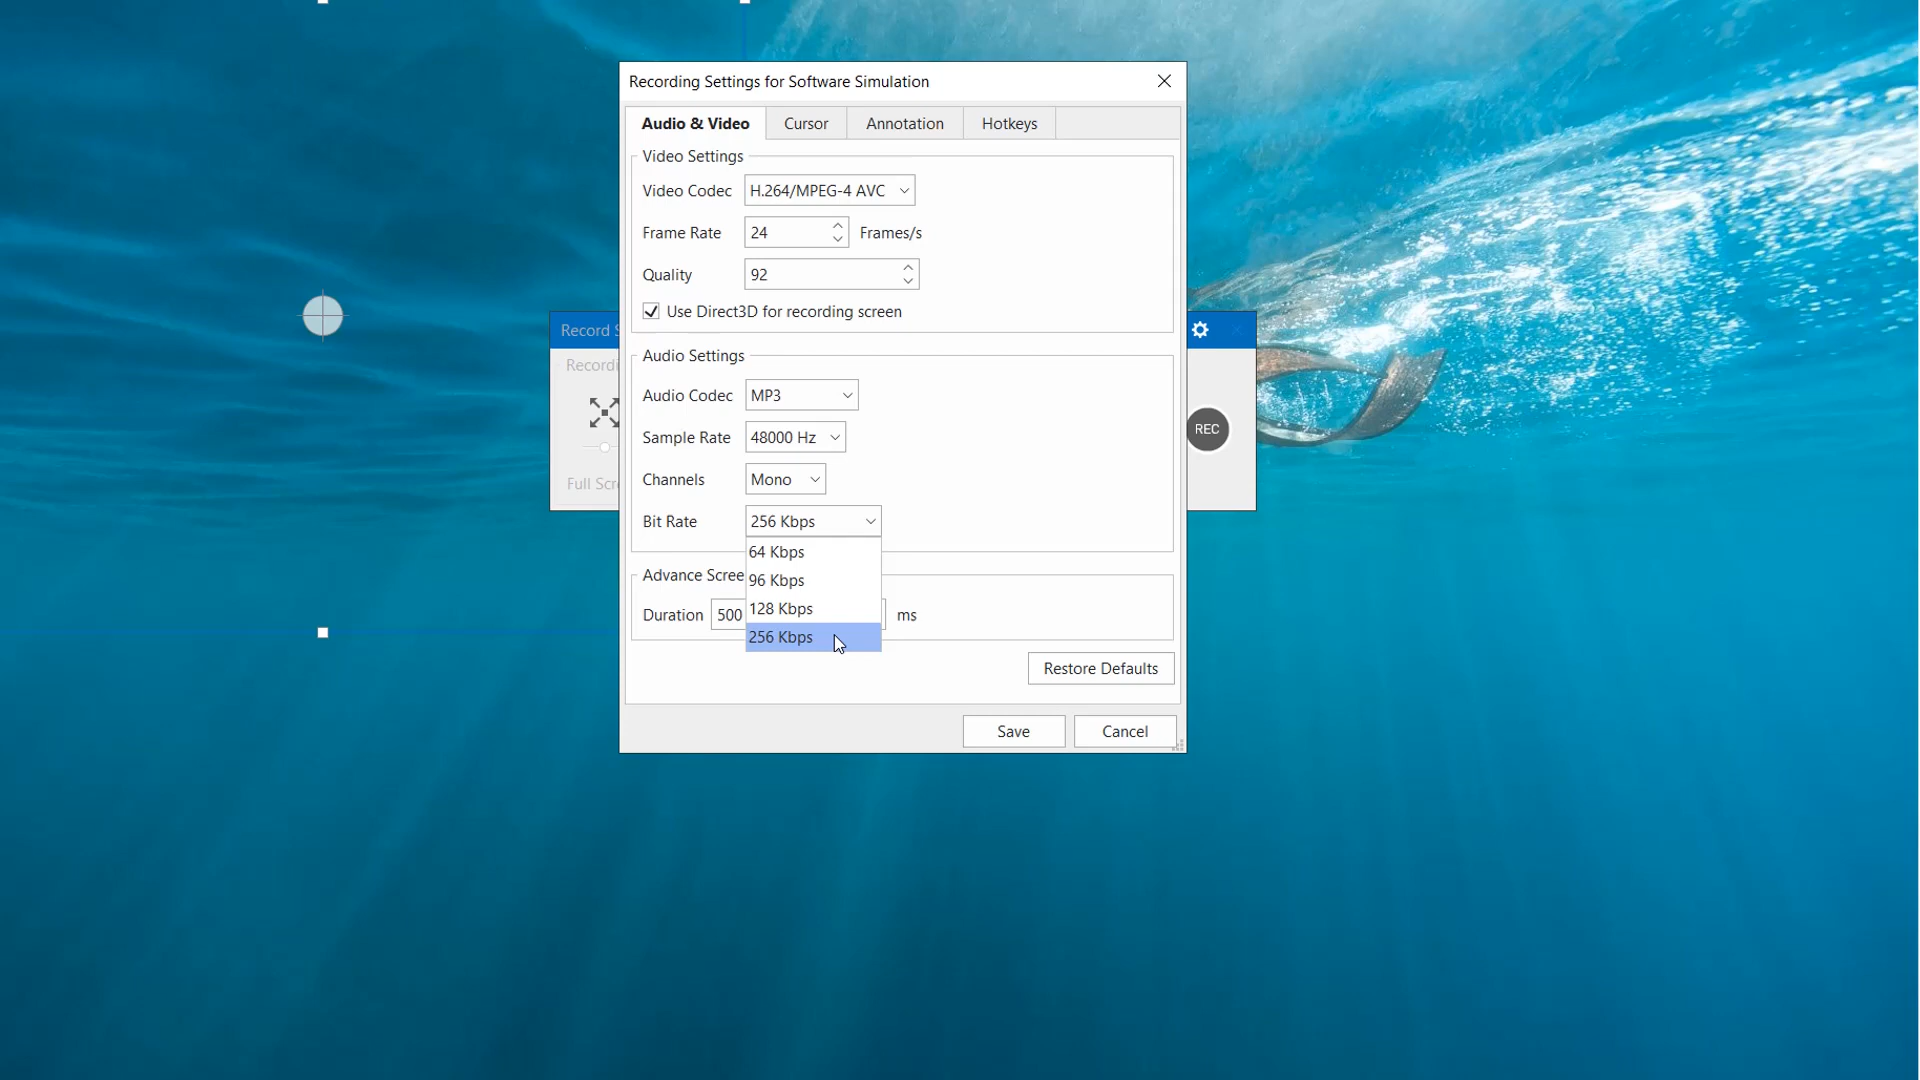 Recording Settings for Software Simulation
Audio & Video
Cursor
Annotation
Hotkeys
Video Settings
Video Codec
H.264/MPEG-4 AVC
Frame Rate
24
Frames/s
Quality
92
Use Direct3D for recording screen
Record
Audio Settings
Audio Codec
MP3
Sample Rate
48000 Hz
REC
Channels
Mono
Full
Bit Rate
256 Kbps
64 Kbps
96 Kbps
128 Kbps
256 Kbps
Advance
Duration
500
ms
Restore Defaults
Save
Cancel